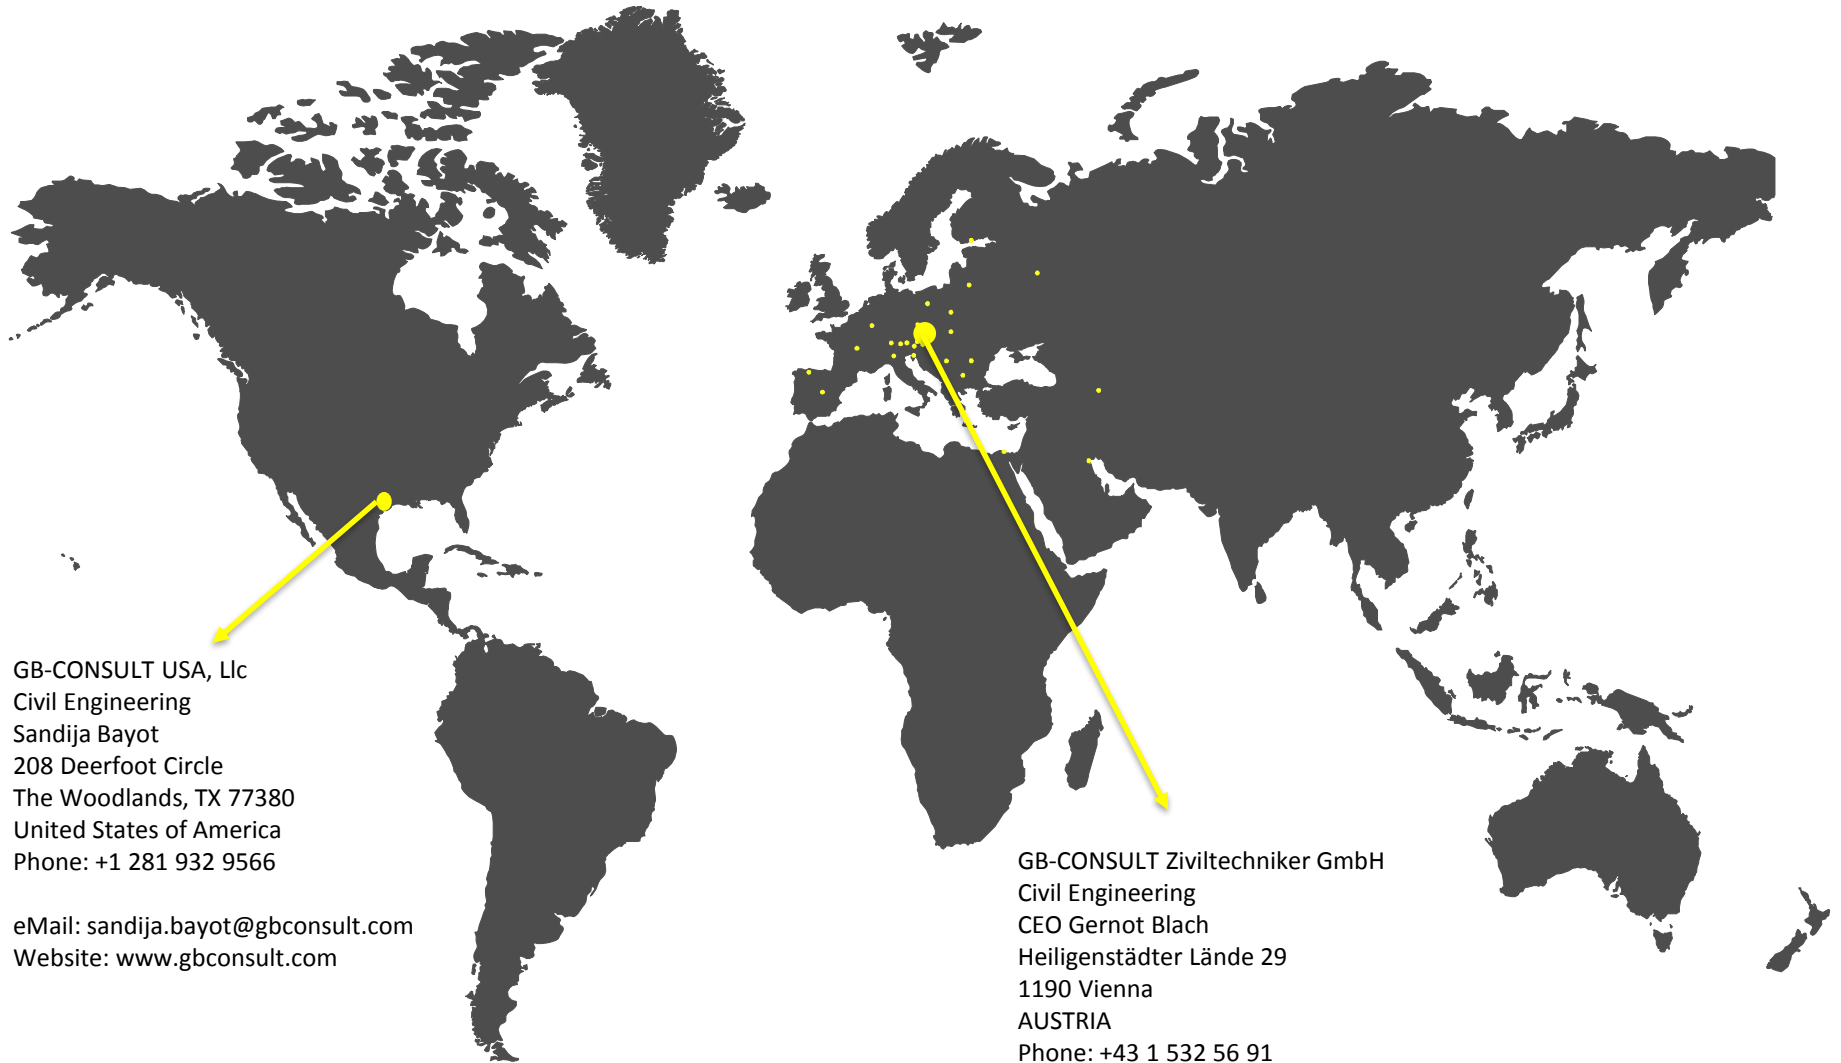 GB-CONSULT USA, Llc
Civil Engineering
Sandija Bayot
208 Deerfoot Circle
The Woodlands, TX 77380
United States of America
Phone: +1 281 932 9566
eMail: sandija.bayot@gbconsult.com
Website: www.gbconsult.com
GB-CONSULT Ziviltechniker GmbH
Civil Engineering
CEO Gernot Blach
Heiligenstädter Lände 29
1190 Vienna
AUSTRIA
Phone: +43 1 532 56 91